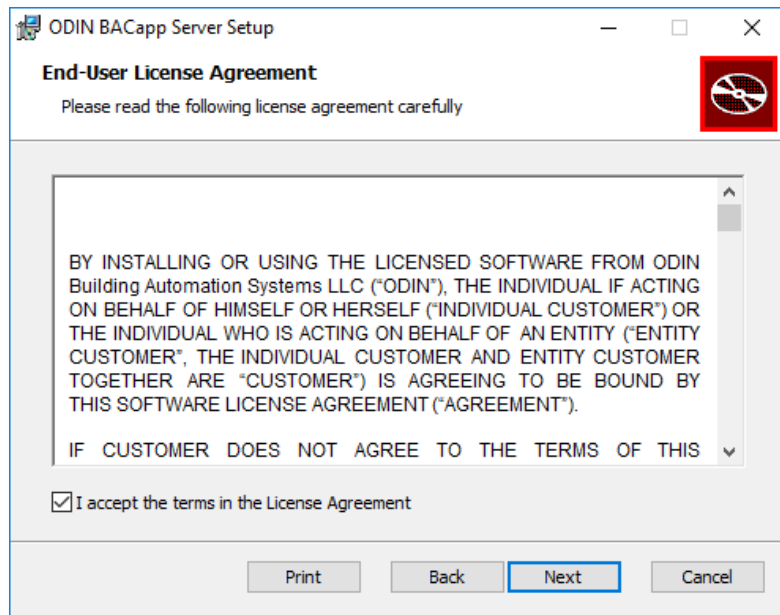 ODIN BACapp Server Setup
End-User License Agreement
Please read the following license agreement carefully
BY INSTALLING OR USING THE LICENSED SOFTWARE FROM ODIN
Building Automation Systems LLC (“ODIN”), THE INDIVIDUAL IF ACTING
ON BEHALF OF HIMSELF OR HERSELF (“INDIVIDUAL CUSTOMER”) OR
THE INDIVIDUAL WHO IS ACTING ON BEHALF OF AN ENTITY (“ENTITY
CUSTOMER”, THE INDIVIDUAL CUSTOMER AND ENTITY CUSTOMER
TOGETHER ARE “CUSTOMER”) IS AGREEING TO BE BOUND BY
THIS SOFTWARE LICENSE AGREEMENT (“AGREEMENT”).
IF CUSTOMER DOES NOT AGREE TO THE TERMS OF THIS
I accept the terms in the License Agreement
Print Back Next Cancel